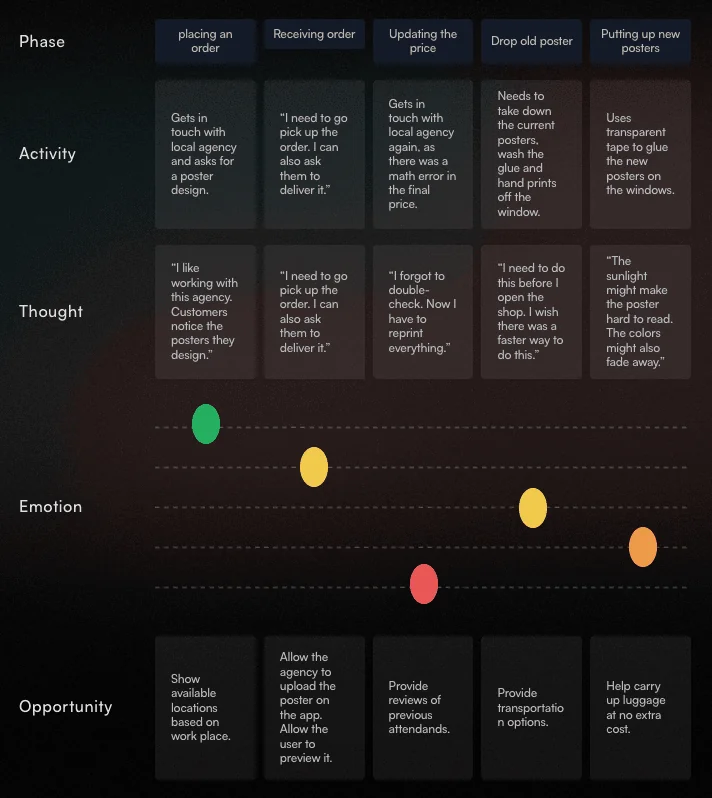 Phase
placing an
order
Receiving order
Updating the
price
Drop old poster
Putting up new
posters
Activity
Gets in
touch with
local agency
and asks for
a poster
design.
“I need to go
pick up the
order. I can
also ask
them to
deliver it.”
Gets in
touch with
local agency
again, as
there was a
math error in
the final
price.
Needs to
take down
the current
posters,
wash the
glue and
hand prints
off the
window.
Uses
transparent
tape to glue
the new
posters on
the windows.
Thought
“I like
working with
this agency.
Customers
notice the
posters they
design.”
“I need to go
pick up the
order. I can
also ask
them to
deliver it.”
“I forgot to
double-
check. Now I
have to
reprint
everything.”
“I need to do
this before I
open the
shop. I wish
there was a
faster way to
do this.”
“The
sunlight
might make
the poster
hard to read.
The colors
might also
fade away.”
Emotion
Opportunity
Show
available
locations
based on
work place.
Allow the
agency to
upload the
poster on
the app.
Allow the
user to
preview it.
Provide
reviews of
previous
attendands.
Provide
transportatio
n options.
Help carry
up luggage
at no extra
cost.